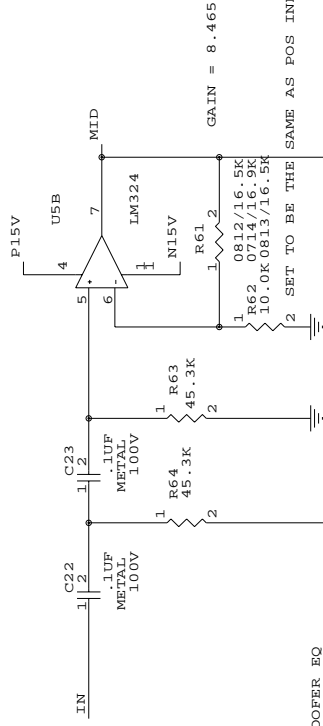 IN
C22
1 2
.1UF
METAL
100V
C23
1 2
.1UF
METAL
100V
R64
45.3K
1
2
R63
45.3K
1
2
P15V
U5B
4
5
+
6
-
7
MID
LM324
11
N15V
R61
1 2
0812/16.5K
0714/16.9K
0813/16.5K
R62
10.0K
1
2
GAIN = 8.465
SET TO BE THE SAME AS POS IN
OOFER EQ